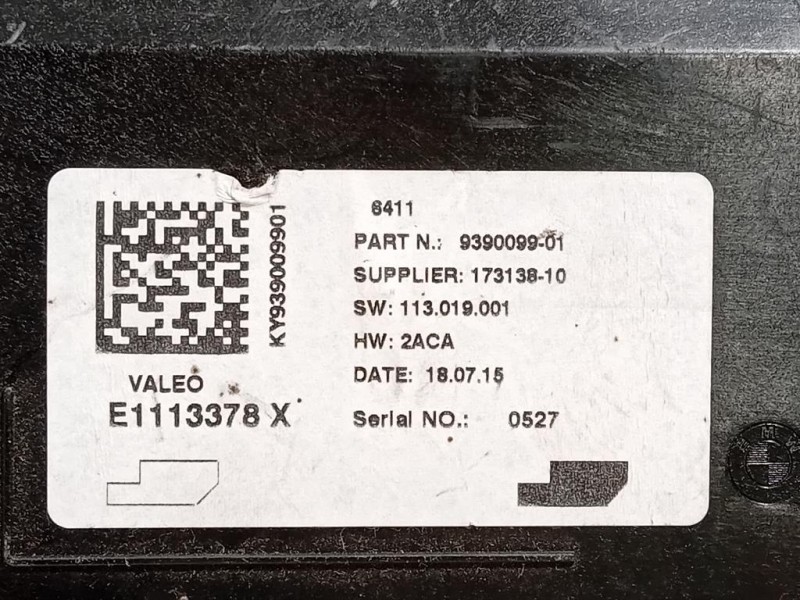 6411
PART N.: 9390099-01
SUPPLIER: 173138-10
SW: 113.019.001
HW: 2ACA
DATE: 18.07.15
Serial NO.: 0527
KY939009901
VALEO
E1113378 X
BMW